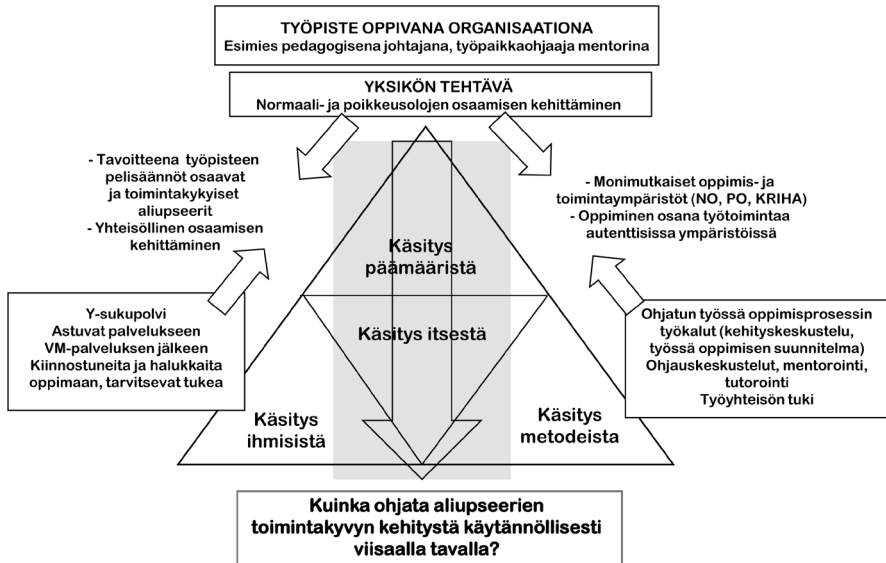 TYÖPISTE OPPIVANA ORGANISAATIONA
Esimies pedagogisena johtajana, työpaikkaohjaaja mentorina
YKSIKÖN TEHTÄVÄ
Normaali- ja poikkeusolojen osaamisen kehittäminen
- Tavoitteena työpisteen
pelisäännöt osaavat
ja toimintakykyiset
aliupseerit
- Yhteisöllinen osaamisen
kehittäminen
- Monimutkaiset oppimis- ja
toimintaympäristöt (NO, PO, KRIHA)
- Oppiminen osana työtoimintaa
autenttisissa ympäristöissä
Käsitys
päämääristä
Y-sukupolvi
Astuvat palvelukseen
VM-palveluksen jälkeen
Kiinnostuneita ja halukkaita
oppimaan, tarvitsevat tukea
Käsitys itsestä
Ohjatun työssä oppimisprosessin
työkalut (kehityskeskustelu,
työssä oppimisen suunnitelma)
Ohjauskeskustelut, mentorointi,
tutorointi
Työyhteisön tuki
Käsitys
ihmisistä
Käsitys
metodeista
Kuinka ohjata aliupseerien
toimintakyvyn kehitystä käytännöllisesti
viisaalla tavalla?